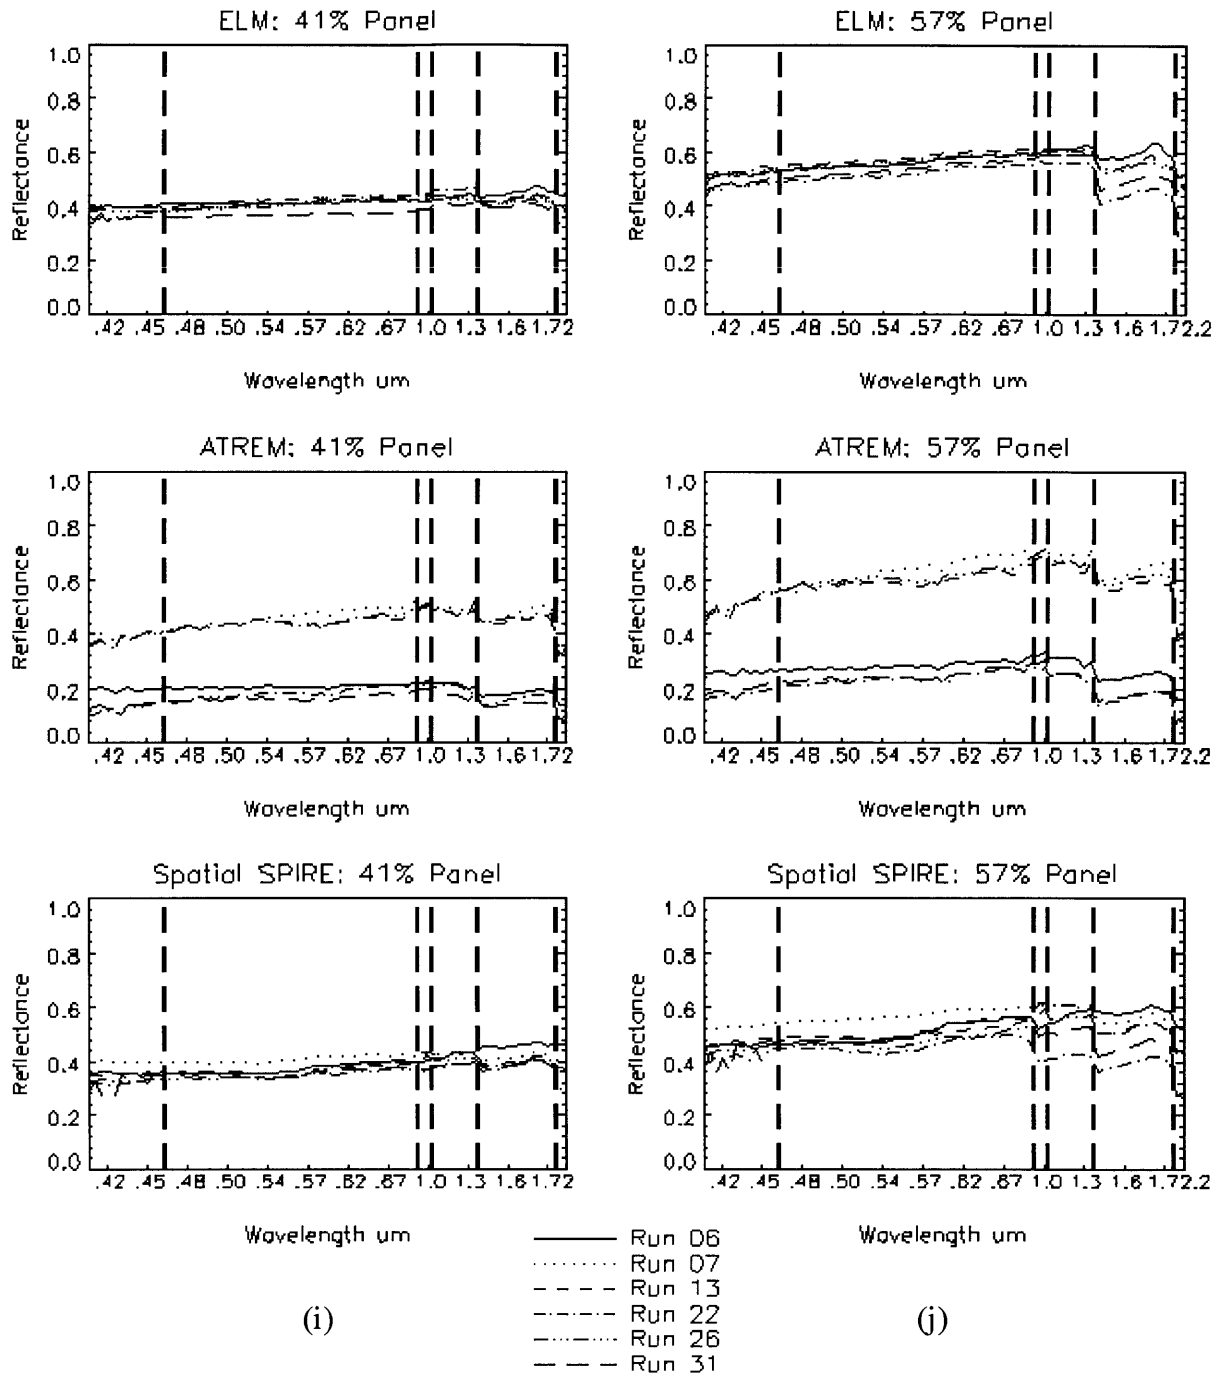 ELM: 41% Panel
1.0
0.8
0.6
0.4
0.2
0.0
Reflectance
.42 .45 .48 .50 .54 .57 .62 .67 1.0 1.3 1.6 1.72
Wavelength um
ELM: 57% Panel
1.0
0.8
0.6
0.4
0.2
0.0
Reflectance
.42 .45 .48 .50 .54 .57 .62 .67 1.0 1.3 1.6 1.72.2
Wavelength um
ATREM: 41% Panel
1.0
0.8
0.6
0.4
0.2
0.0
Reflectance
.42 .45 .48 .50 .54 .57 .62 .67 1.0 1.3 1.6 1.72
Wavelength um
ATREM: 57% Panel
1.0
0.8
0.6
0.4
0.2
0.0
Reflectance
.42 .45 .48 .50 .54 .57 .62 .67 1.0 1.3 1.6 1.72.2
Wavelength um
Spatial SPIRE: 41% Panel
1.0
0.8
0.6
0.4
0.2
0.0
Reflectance
.42 .45 .48 .50 .54 .57 .62 .67 1.0 1.3 1.6 1.72
Wavelength um
Spatial SPIRE: 57% Panel
1.0
0.8
0.6
0.4
0.2
0.0
Reflectance
.42 .45 .48 .50 .54 .57 .62 .67 1.0 1.3 1.6 1.72.2
Wavelength um
Run 06
Run 07
Run 13
Run 22
Run 26
Run 31
(i)
(j)